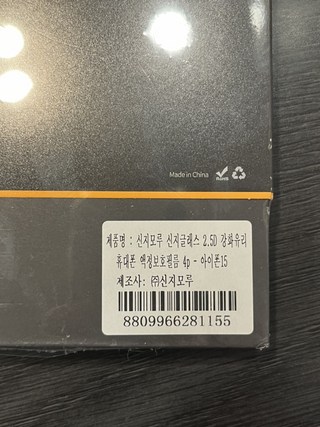 Made in China
RoHS
제품명 : 신지모루 신지글래스 2.5D 강화유리
휴대폰 액정보호필름 4p - 아이폰15
제조사: ㈜신지모루
8809966281155